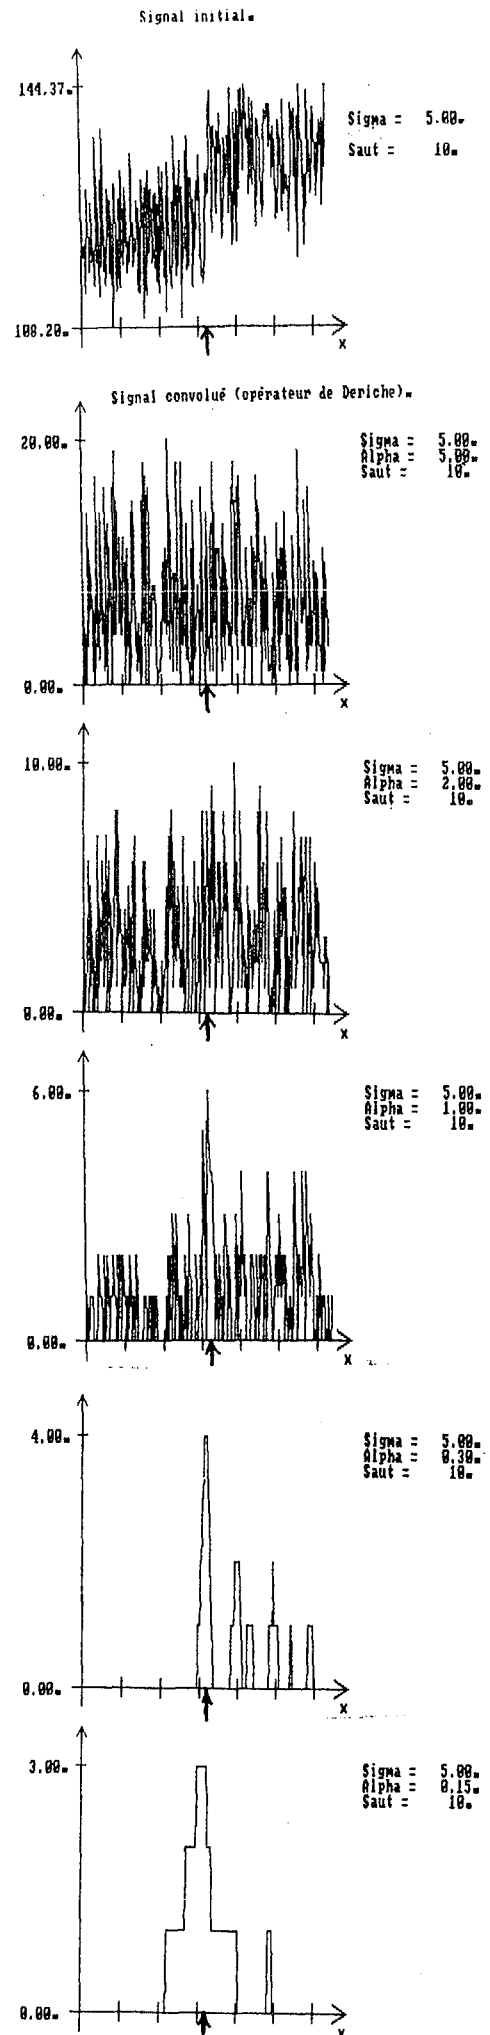 Signal initial.
144.37.
Sigma = 5.00.
Saut = 10.
108.20.
x
Signal convolué (opérateur de Deriche).
20.00.
Sigma = 5.00.
Alpha = 5.00.
Saut = 10.
0.00.
x
10.00.
Sigma = 5.00.
Alpha = 2.00.
Saut = 10.
0.00.
x
6.00.
Sigma = 5.00.
Alpha = 1.00.
Saut = 10.
0.00.
x
4.00.
Sigma = 5.00.
Alpha = 0.30.
Saut = 10.
0.00.
x
3.00.
Sigma = 5.00.
Alpha = 0.15.
Saut = 10.
0.00.
x